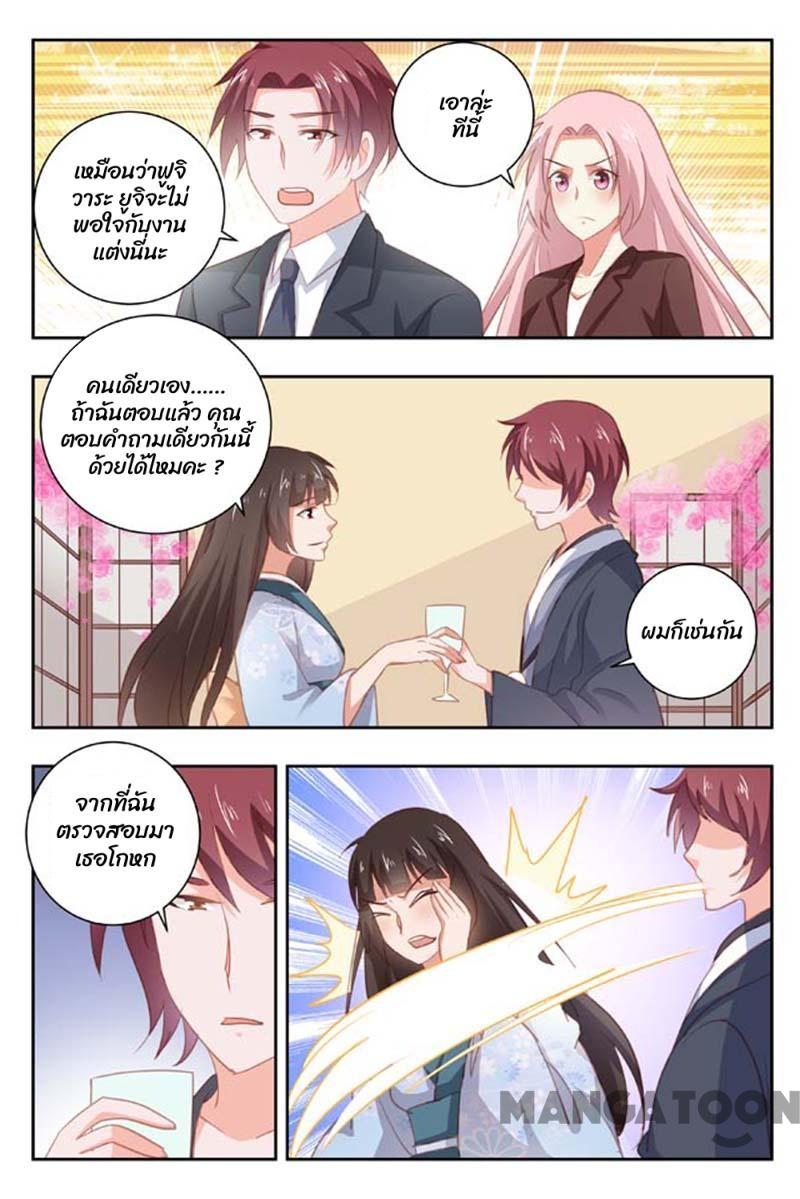 เหมือนว่าฟูจิ
วาระ ยูจิจะไม่
พอใจกับงาน
แต่งนี่นะ
เอาล่ะ
ทีนี้
คนเดียวเอง......
ถ้าฉันตอบแล้ว คุณ
ตอบคำถามเดียวกันนี้
ด้วยได้ไหมคะ ?
ผมก็เช่นกัน
จากที่ฉัน
ตรวจสอบมา
เธอโกหก
MANGATOON